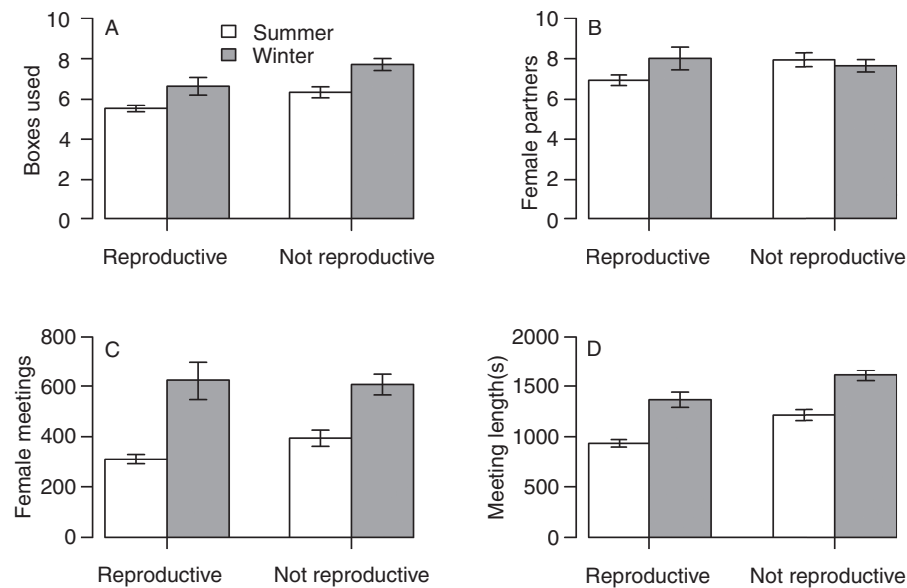 A
Summer
Winter
Boxes used
10
8
6
4
2
0
Reproductive
Not reproductive
B
Female partners
10
8
6
4
2
0
Reproductive
Not reproductive
C
Female meetings
800
600
400
200
0
Reproductive
Not reproductive
D
Meeting length(s)
2000
1500
1000
500
0
Reproductive
Not reproductive